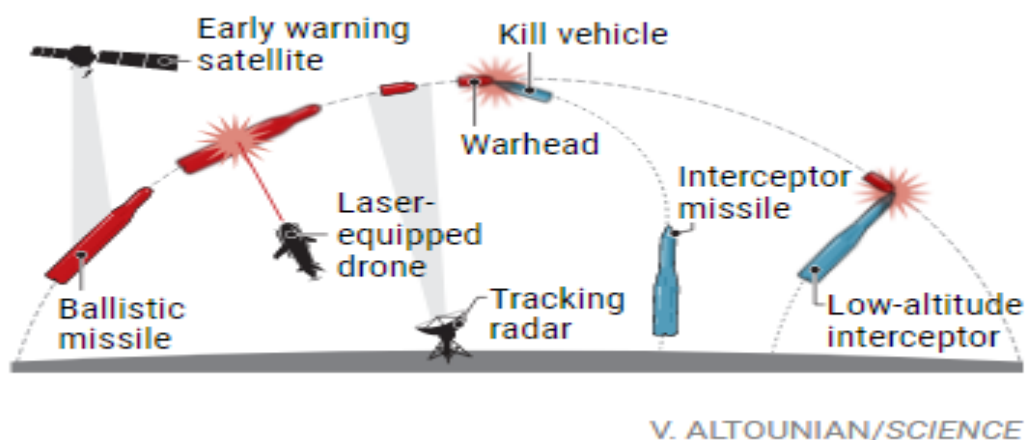 Early warning
satellite
Kill vehicle
Warhead
Interceptor
missile
Laser-
equipped
drone
Ballistic
missile
Tracking
radar
Low-altitude
interceptor
V. ALTOUNIAN/SCIENCE